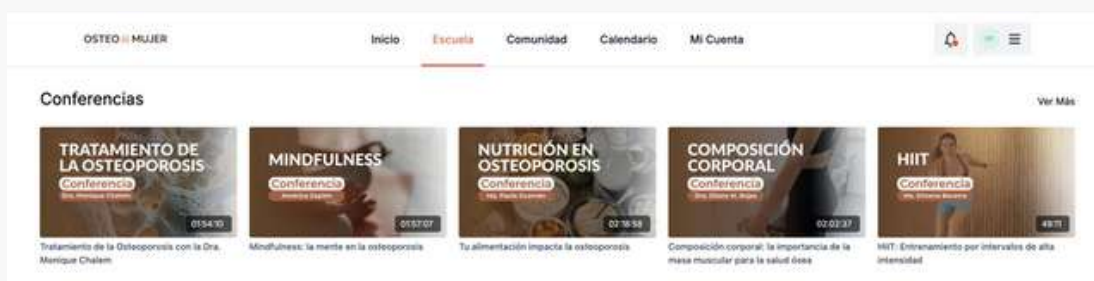 OSTEO MUJER
Inicio
Escuela
Comunidad
Calendario
Mi Cuenta
Conferencias
Ver Más
TRATAMIENTO DE
LA OSTEOPOROSIS
Conferencia
Dra. Monique Chalem
01:54:10
Tratamiento de la Osteoporosis con la Dra.
Monique Chalem
MINDFULNESS
Conferencia
01:57:07
Mindfulness: la mente en la osteoporosis
NUTRICIÓN EN
OSTEOPOROSIS
Conferencia
02:18:58
Tu alimentación impacta la osteoporosis
COMPOSICIÓN
CORPORAL
Conferencia
02:02:37
Composición corporal: la importancia de la
masa muscular para la salud ósea
HIIT
Conferencia
49:11
HIIT: Entrenamiento por intervalos de alta
intensidad